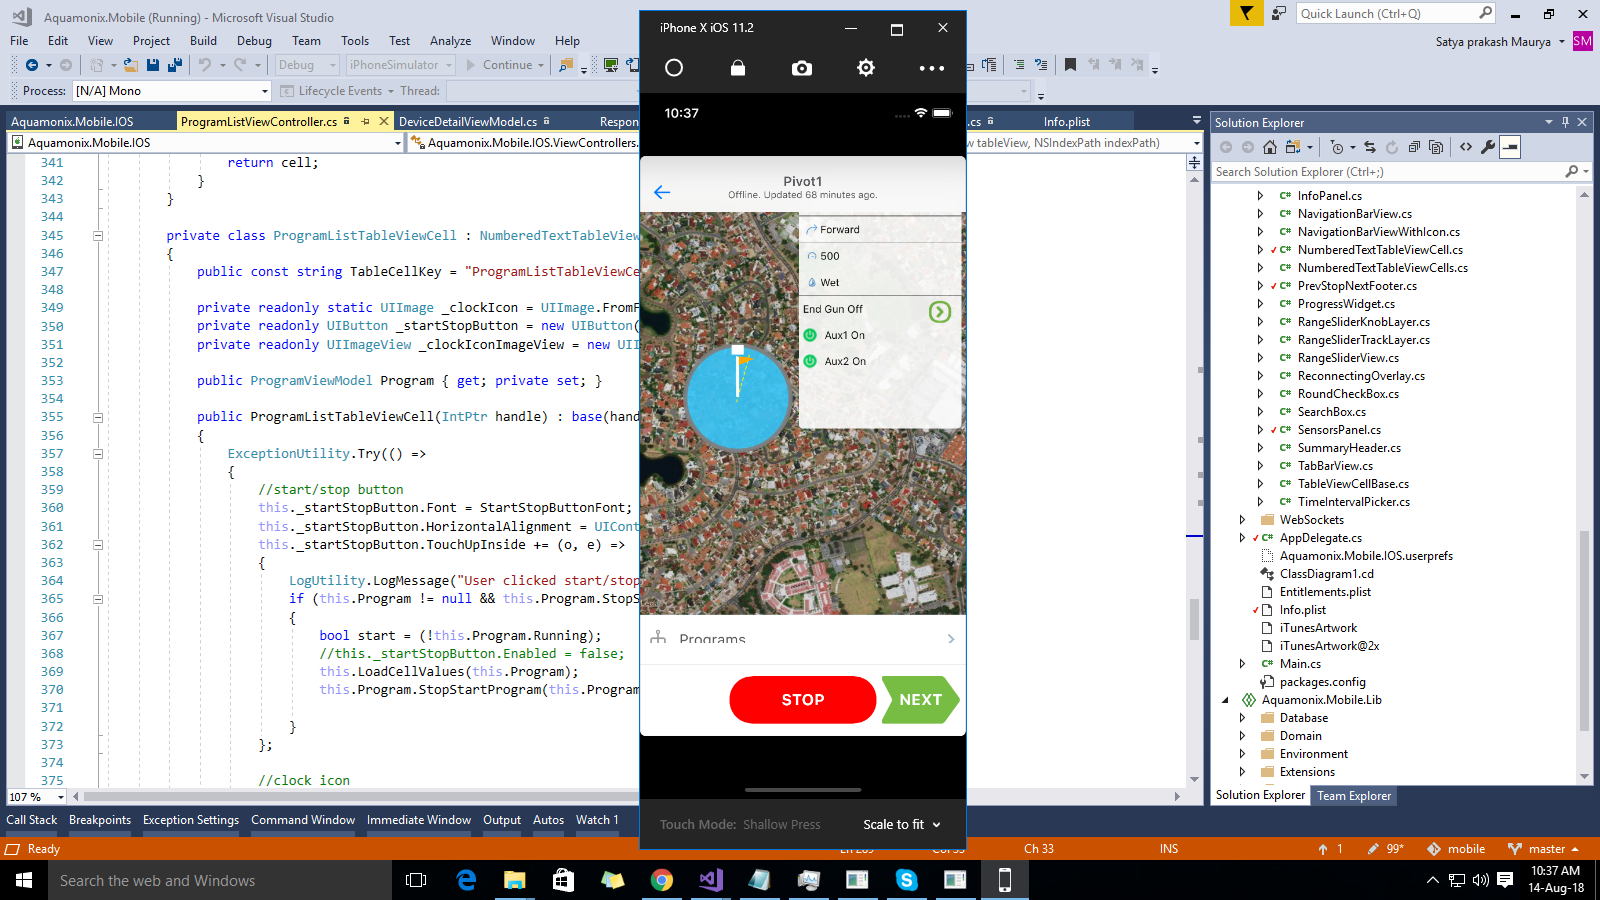 Aquamonix.Mobile (Running) - Microsoft Visual Studio
Quick Launch (Ctrl+Q)
File Edit View Project Build Debug Team Tools Test Analyze Window Help
Satya prakash Maurya SM
Debug iPhoneSimulator Continue
Process: [N/A] Mono Lifecycle Events Thread:
Aquamonix.Mobile.IOS ProgramListViewController.cs DeviceDetailViewModel.cs Respon .cs Info.plist
Aquamonix.Mobile.IOS Aquamonix.Mobile.IOS.ViewControllers. tableView, NSIndexPath indexPath)
341 return cell;
342 }
343 }
344
345 private class ProgramListTableViewCell : NumberedTextTableView
346 {
347 public const string TableCellKey = "ProgramListTableViewCe
348
349 private readonly static UIImage _clockIcon = UIImage.FromF
350 private readonly UIButton _startStopButton = new UIButton(
351 private readonly UIImageView _clockIconImageView = new UII
352
353 public ProgramViewModel Program { get; private set; }
354
355 public ProgramListTableViewCell(IntPtr handle) : base(hand
356 {
357 ExceptionUtility.Try(() =>
358 {
359 //start/stop button
360 this._startStopButton.Font = StartStopButtonFont;
361 this._startStopButton.HorizontalAlignment = UICont
362 this._startStopButton.TouchUpInside += (o, e) =>
363 {
364 LogUtility.LogMessage("User clicked start/stop
365 if (this.Program != null && this.Program.StopS
366 {
367 bool start = (!this.Program.Running);
368 //this._startStopButton.Enabled = false;
369 this.LoadCellValues(this.Program);
370 this.Program.StopStartProgram(this.Program
371
372 }
373 };
374
375 //clock icon
107 %
iPhone X iOS 11.2
10:37
Pivot1
Offline. Updated 68 minutes ago.
Forward
500
Wet
End Gun Off
Aux1 On
Aux2 On
Programs
STOP NEXT
Touch Mode: Shallow Press Scale to fit
Solution Explorer
Search Solution Explorer (Ctrl+;)
C# InfoPanel.cs
C# NavigationBarView.cs
C# NavigationBarViewWithIcon.cs
C# NumberedTextTableViewCell.cs
C# NumberedTextTableViewCells.cs
C# PrevStopNextFooter.cs
C# ProgressWidget.cs
C# RangeSliderKnobLayer.cs
C# RangeSliderTrackLayer.cs
C# RangeSliderView.cs
C# ReconnectingOverlay.cs
C# RoundCheckBox.cs
C# SearchBox.cs
C# SensorsPanel.cs
C# SummaryHeader.cs
C# TabBarView.cs
C# TableViewCellBase.cs
C# TimeIntervalPicker.cs
WebSockets
C# AppDelegate.cs
Aquamonix.Mobile.IOS.userprefs
ClassDiagram1.cd
Entitlements.plist
Info.plist
iTunesArtwork
iTunesArtwork@2x
C# Main.cs
packages.config
Aquamonix.Mobile.Lib
Database
Domain
Environment
Extensions
Solution Explorer Team Explorer
Call Stack Breakpoints Exception Settings Command Window Immediate Window Output Autos Watch 1
Ready Ch 33 INS 1 99* mobile master
Search the web and Windows
10:37 AM
14-Aug-18